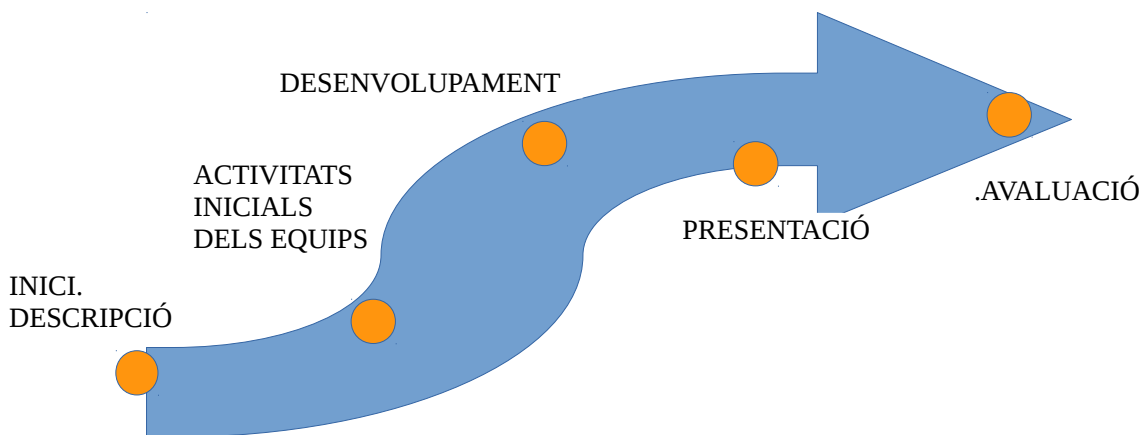 INICI.
DESCRIPCIÓ
ACTIVITATS
INICIALS
DELS EQUIPS
DESENVOLUPAMENT
PRESENTACIÓ
.AVALUACIÓ